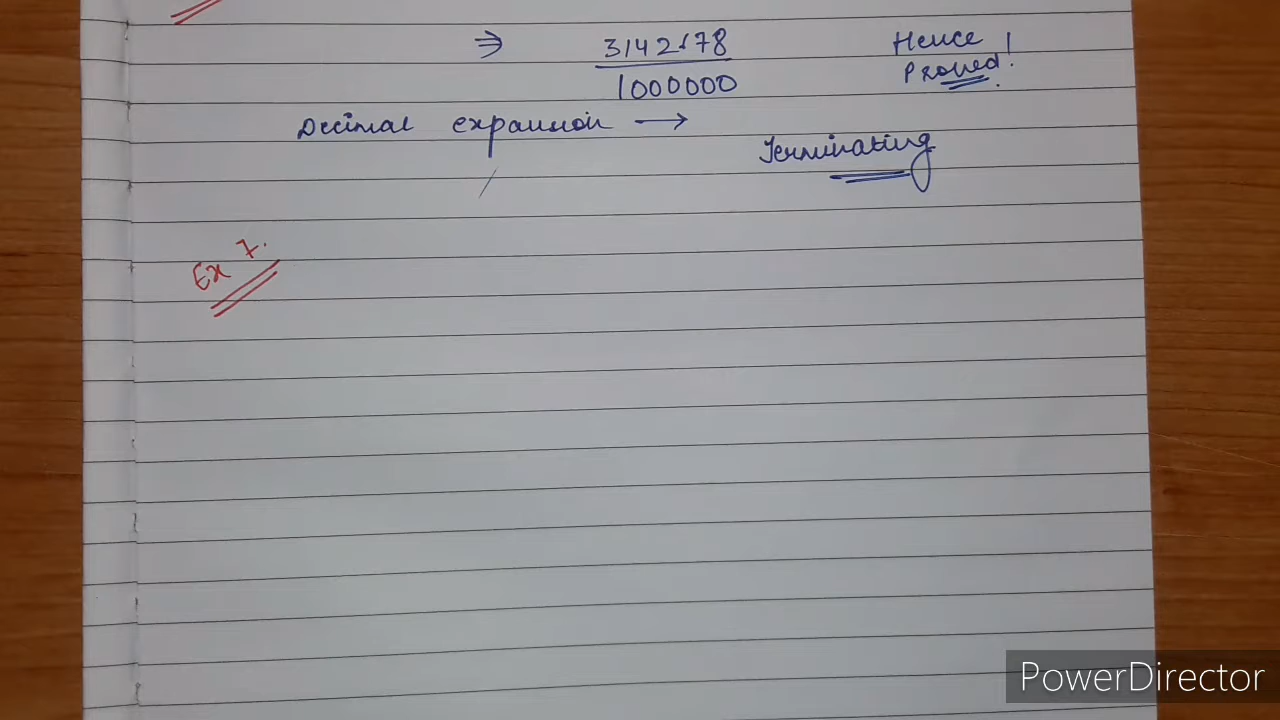 ⇒ 3142678 Hence
1000000 Proved!
Decimal expansion →
Terminating
Ex 7.
PowerDirector